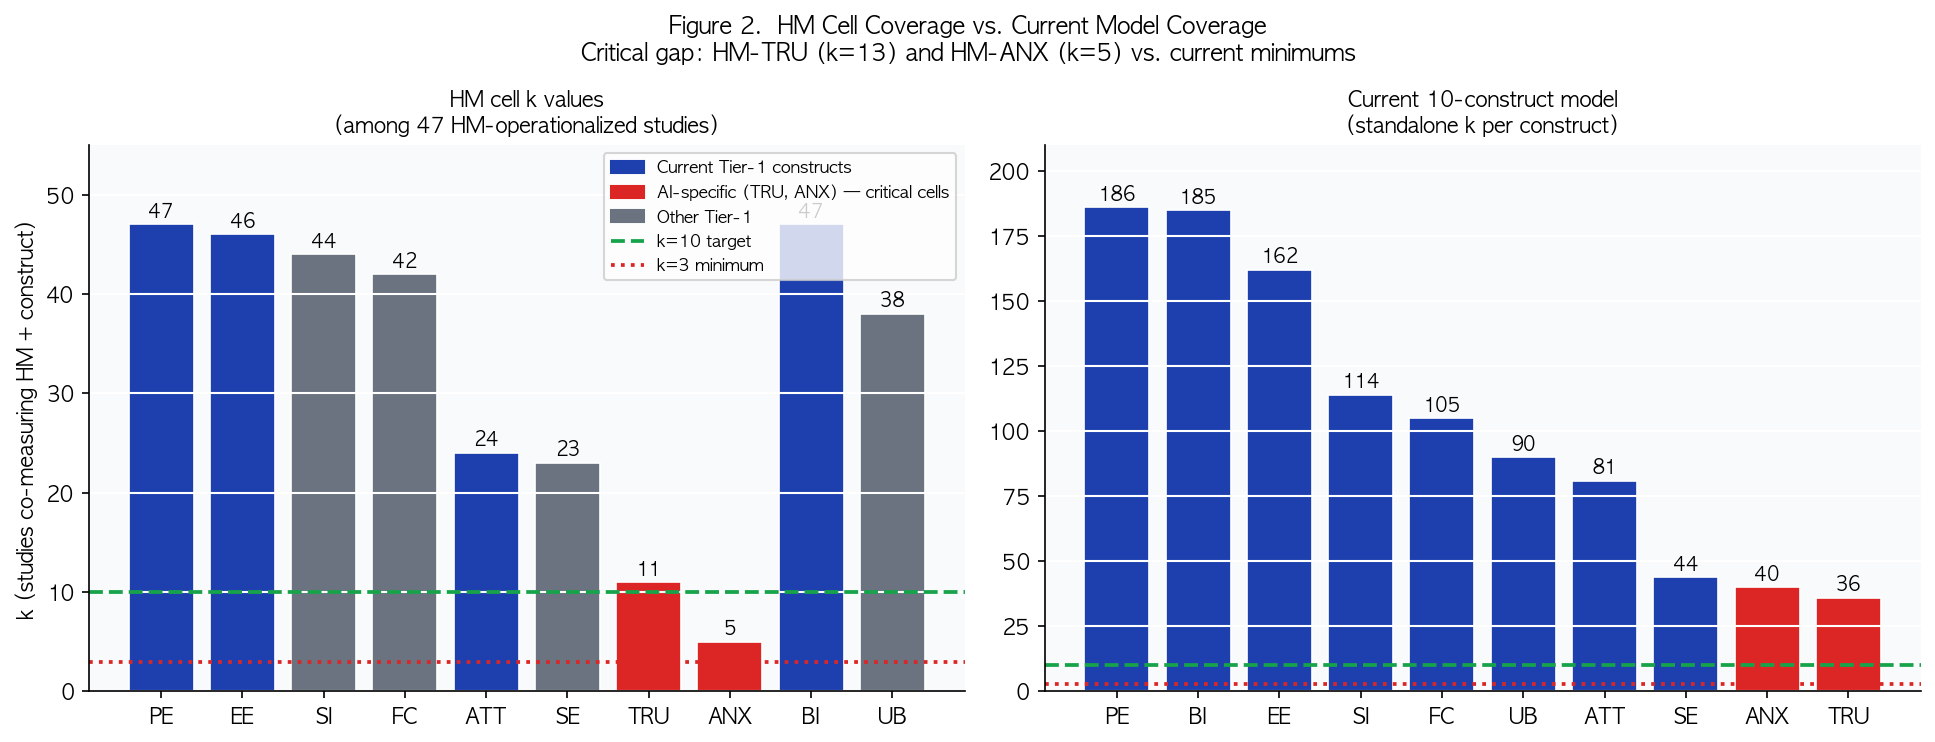 Figure 2.  HM Cell Coverage vs. Current Model Coverage
Critical gap: HM-TRU (k=13) and HM-ANX (k=5) vs. current minimums
HM cell k values
(among 47 HM-operationalized studies)
k (studies co-measuring HM + construct)
50
40
30
20
10
0
47
46
44
42
24
23
11
5
47
38
Current Tier-1 constructs
AI-specific (TRU, ANX) — critical cells
Other Tier-1
k=10 target
k=3 minimum
PE EE SI FC ATT SE TRU ANX BI UB
Current 10-construct model
(standalone k per construct)
200
175
150
125
100
75
50
25
0
186
185
162
114
105
90
81
44
40
36
PE BI EE SI FC UB ATT SE ANX TRU